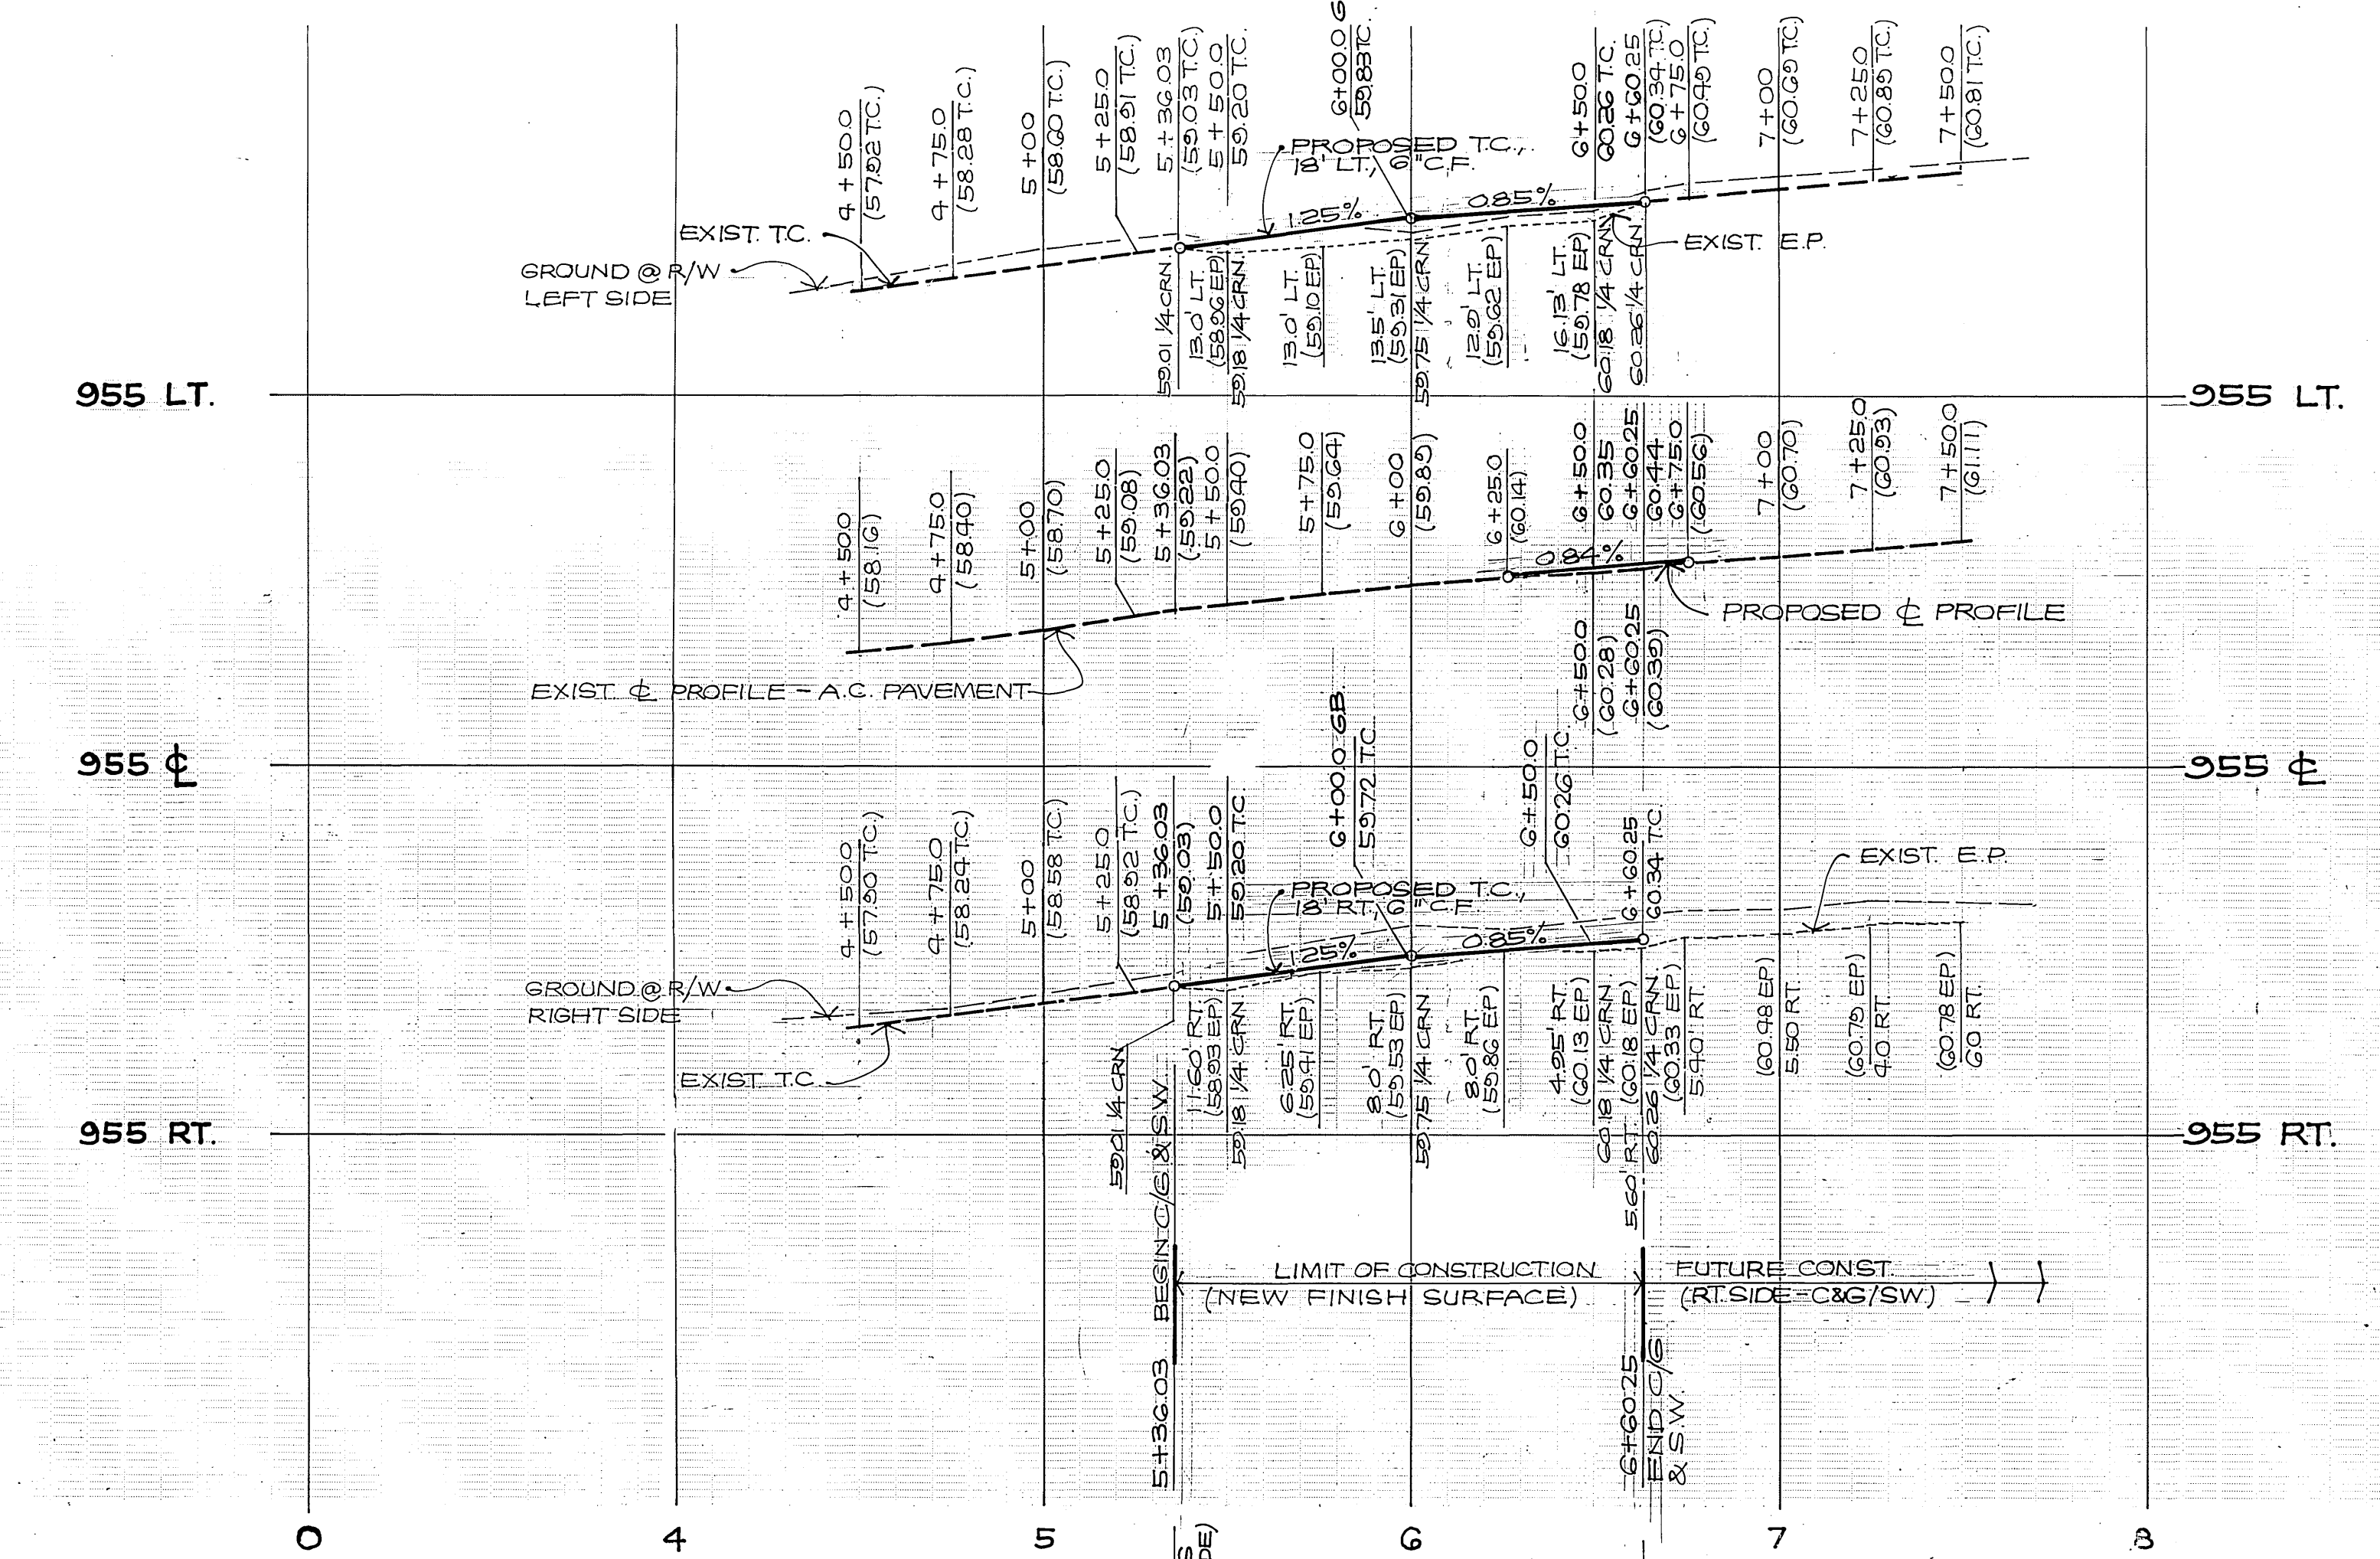 4+50.0
(57.92 T.C.)
4+75.0
(58.28 T.C.)
5+00
(58.60 T.C.)
5+25.0
(58.91 T.C.)
5+36.03
(59.03 T.C.)
5+50.0
59.20 T.C.
6+00.0 G
59.83 T.C.
6+50.0
60.26 T.C.
6+60.25
(60.34 T.C.)
6+75.0
(60.49 T.C.)
7+00
(60.69 T.C.)
7+25.0
(60.89 T.C.)
7+50.0
(60.81 T.C.)
PROPOSED T.C.,
18' LT., 6" C.F.
1.25%
0.85%
EXIST. T.C.
EXIST. E.P.
GROUND @ R/W
LEFT SIDE
59.01 1/4 CRN.
13.0' LT.
(58.96 EP)
59.18 1/4 CRN.
13.0' LT.
(59.10 EP)
13.5' LT.
(59.31 EP)
59.75 1/4 CRN.
12.9' LT.
(59.62 EP)
16.13' LT.
(59.78 EP)
60.18 1/4 CRN
60.26 1/4 CRN
955 LT.
955 LT.
4+50.0
(58.16)
4+75.0
(58.40)
5+00
(58.70)
5+25.0
(59.08)
5+36.03
(59.22)
5+50.0
(59.40)
5+75.0
(59.64)
6+00
(59.89)
6+25.0
(60.14)
6+50.0
60.35
6+60.25
60.44
6+75.0
(60.56)
7+00
(60.70)
7+25.0
(60.93)
7+50.0
(61.11)
0.84%
PROPOSED ℄ PROFILE
6+50.0
(60.28)
6+60.25
(60.39)
EXIST. ℄ PROFILE - A.C. PAVEMENT
955 ℄
955 ℄
4+50.0
(57.90 T.C.)
4+75.0
(58.24 T.C.)
5+00
(58.58 T.C.)
5+25.0
(58.92 T.C.)
5+36.03
(59.03)
5+50.0
59.20 T.C.
6+00.0 GB.
59.72 T.C.
6+50.0
60.26 T.C.
6+60.25
60.34 T.C.
PROPOSED T.C.,
18' RT., 6" C.F.
1.25%
0.85%
EXIST. E.P.
GROUND @ R/W
RIGHT SIDE
EXIST T.C.
59.01 1/4 CRN
11.60' RT.
(58.93 EP)
59.18 1/4 CRN
6.25' RT.
(59.41 EP)
8.0' RT.
(59.53 EP)
59.75 1/4 CRN
8.0' RT.
(59.86 EP)
4.95' RT.
(60.13 EP)
60.18 1/4 CRN.
5.60' RT. (60.18 EP)
60.26 1/4 CRN
(60.33 EP)
5.40' RT.
(60.48 EP)
5.50 RT.
(60.79 EP)
4.0 RT.
(60.78 EP)
6.0 RT.
955 RT.
955 RT.
5+36.03 BEGIN C/G & S.W.
LIMIT OF CONSTRUCTION
(NEW FINISH SURFACE)
FUTURE CONST.
(RT. SIDE-C&G/SW.)
6+60.25
END C/G
& S.W.
0 4 5 6 7 8